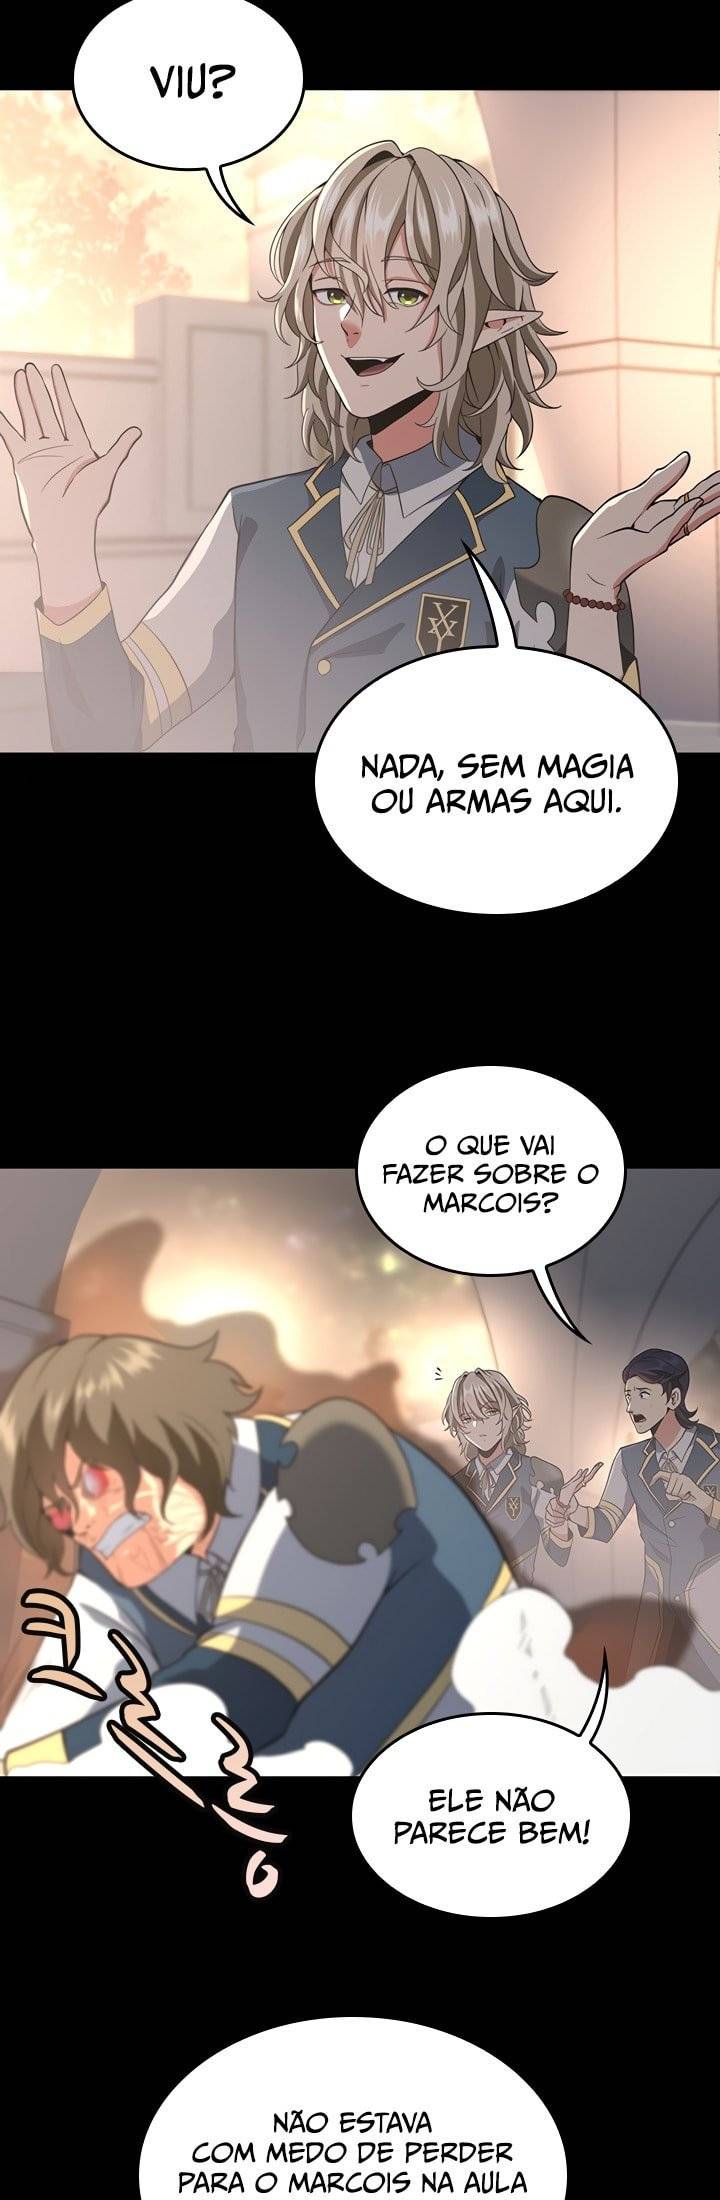 VIU?
NADA, SEM MAGIA
OU ARMAS AQUI.
O QUE VAI
FAZER SOBRE O
MARCOIS?
ELE NÃO
PARECE BEM!
NÃO ESTAVA
COM MEDO DE PERDER
PARA O MARCOIS NA AULA